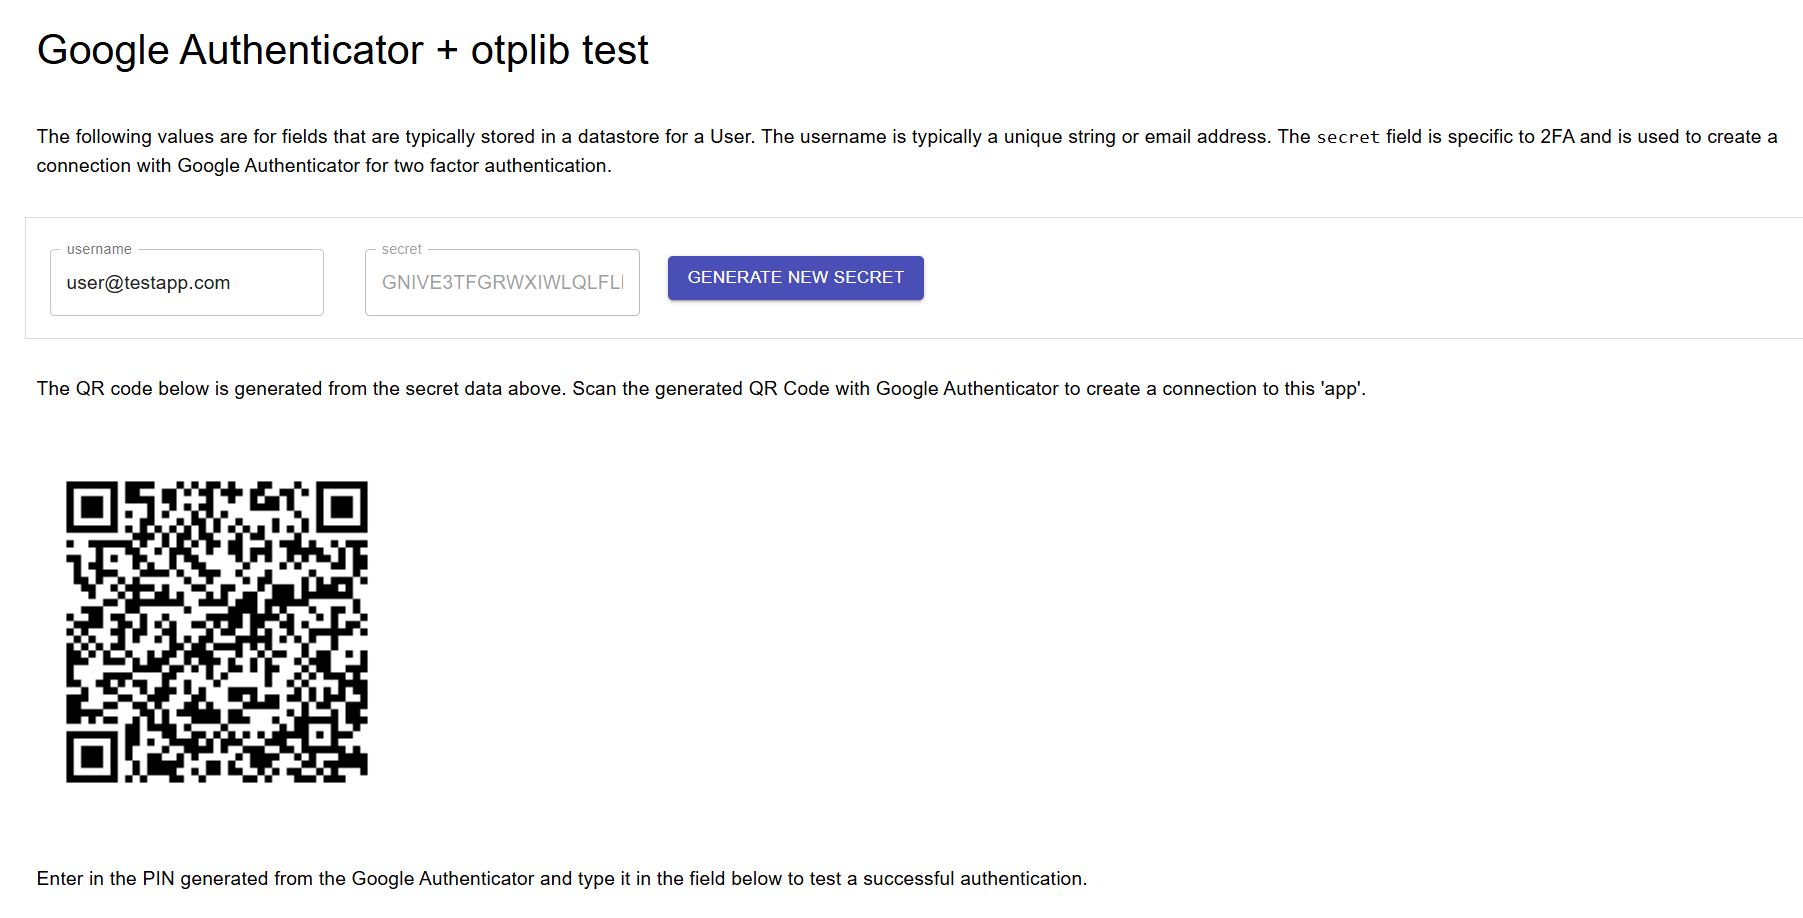 Google Authenticator + otplib test
The following values are for fields that are typically stored in a datastore for a User. The username is typically a unique string or email address. The secret field is specific to 2FA and is used to create a
connection with Google Authenticator for two factor authentication.
username
secret
user@testapp.com
GNIVE3TFGRWXIWLQLFL
GENERATE NEW SECRET
The QR code below is generated from the secret data above. Scan the generated QR Code with Google Authenticator to create a connection to this 'app'.
Enter in the PIN generated from the Google Authenticator and type it in the field below to test a successful authentication.